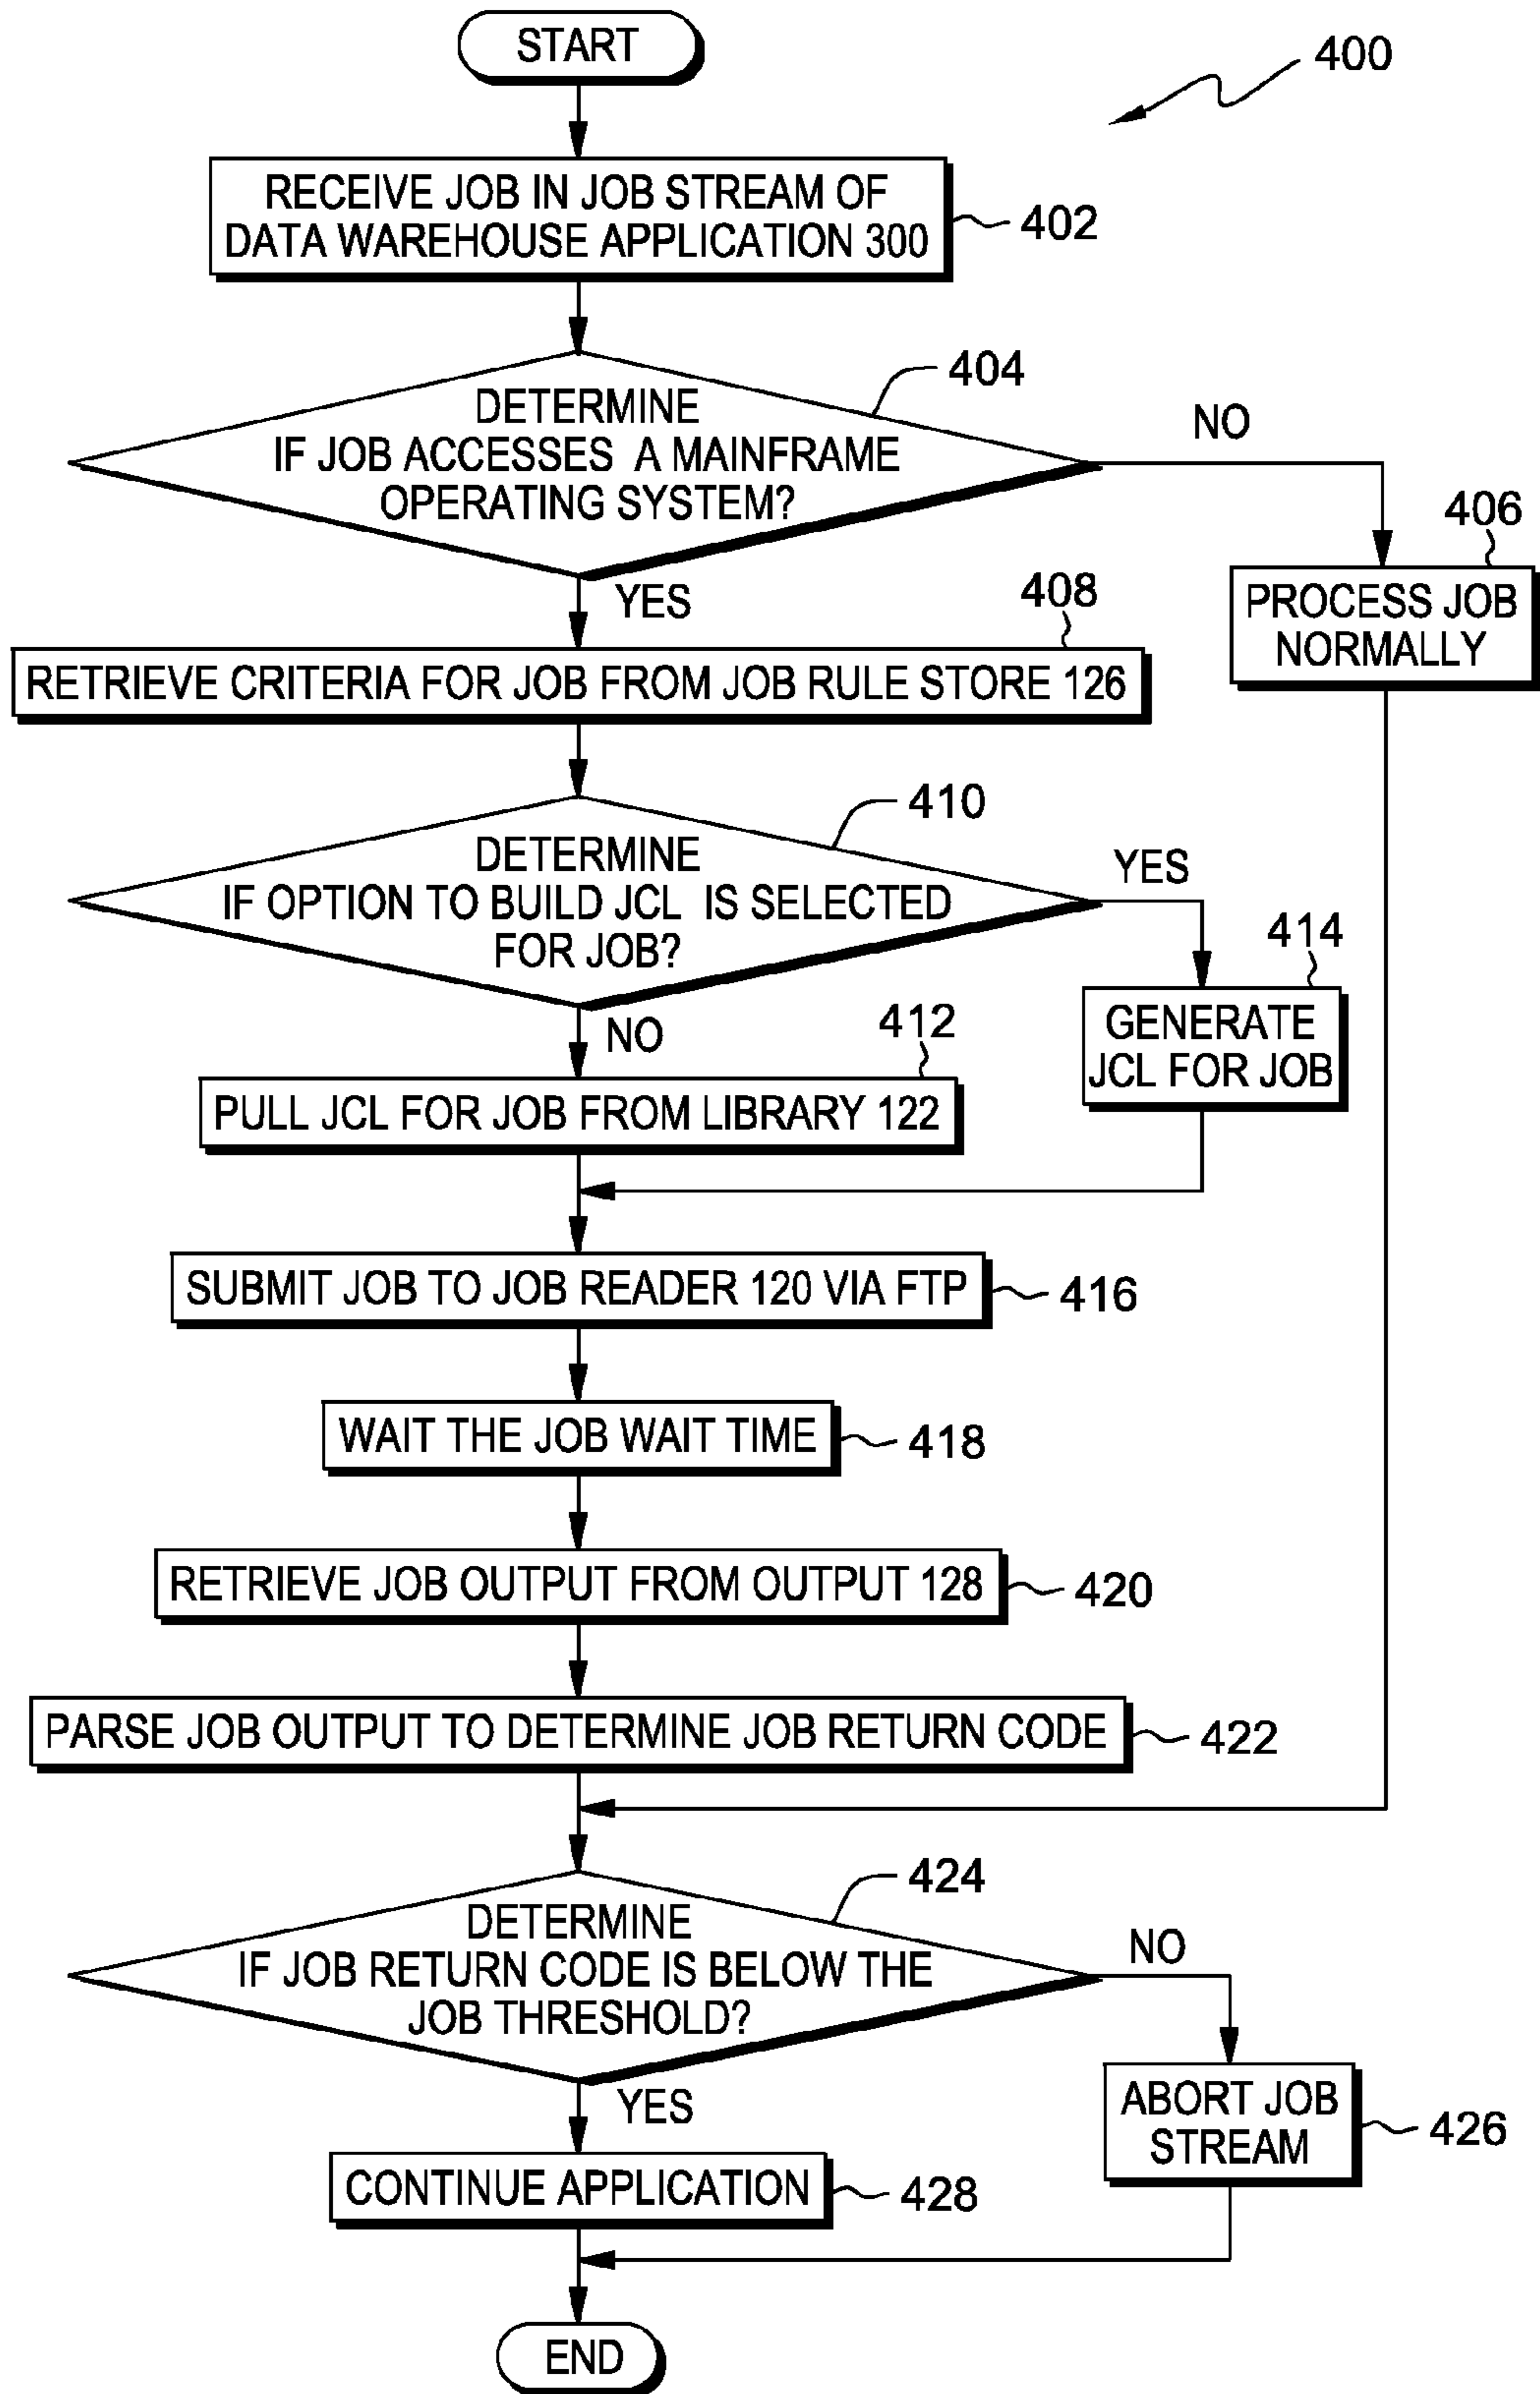 START
400
RECEIVE JOB IN JOB STREAM OF
DATA WAREHOUSE APPLICATION 300
402
404
DETERMINE
IF JOB ACCESSES A MAINFRAME
OPERATING SYSTEM?
NO
406
PROCESS JOB
NORMALLY
YES
408
RETRIEVE CRITERIA FOR JOB FROM JOB RULE STORE 126
410
DETERMINE
IF OPTION TO BUILD JCL IS SELECTED
FOR JOB?
YES
414
GENERATE
JCL FOR JOB
NO
412
PULL JCL FOR JOB FROM LIBRARY 122
SUBMIT JOB TO JOB READER 120 VIA FTP
416
WAIT THE JOB WAIT TIME
418
RETRIEVE JOB OUTPUT FROM OUTPUT 128
420
PARSE JOB OUTPUT TO DETERMINE JOB RETURN CODE
422
424
DETERMINE
IF JOB RETURN CODE IS BELOW THE
JOB THRESHOLD?
NO
ABORT JOB
STREAM
426
YES
CONTINUE APPLICATION
428
END